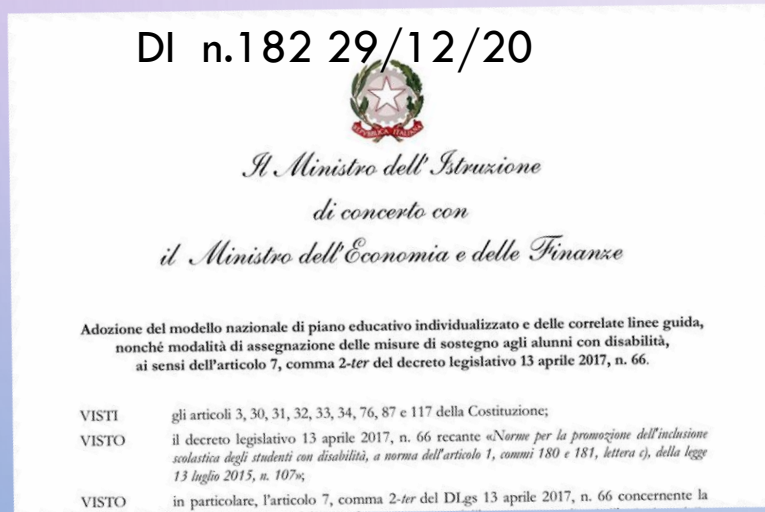 DI n.182 29/12/20
REPVBBLICA ITALIANA
Il Ministro dell'Istruzione
di concerto con
il Ministro dell'Economia e delle Finanze
Adozione del modello nazionale di piano educativo individualizzato e delle correlate linee guida,
nonché modalità di assegnazione delle misure di sostegno agli alunni con disabilità,
ai sensi dell'articolo 7, comma 2-ter del decreto legislativo 13 aprile 2017, n. 66.
VISTI gli articoli 3, 30, 31, 32, 33, 34, 76, 87 e 117 della Costituzione;
VISTO il decreto legislativo 13 aprile 2017, n. 66 recante «Norme per la promozione dell'inclusione
scolastica degli studenti con disabilità, a norma dell'articolo 1, commi 180 e 181, lettera c), della legge
13 luglio 2015, n. 107»;
VISTO in particolare, l'articolo 7, comma 2-ter del DLgs 13 aprile 2017, n. 66 concernente la